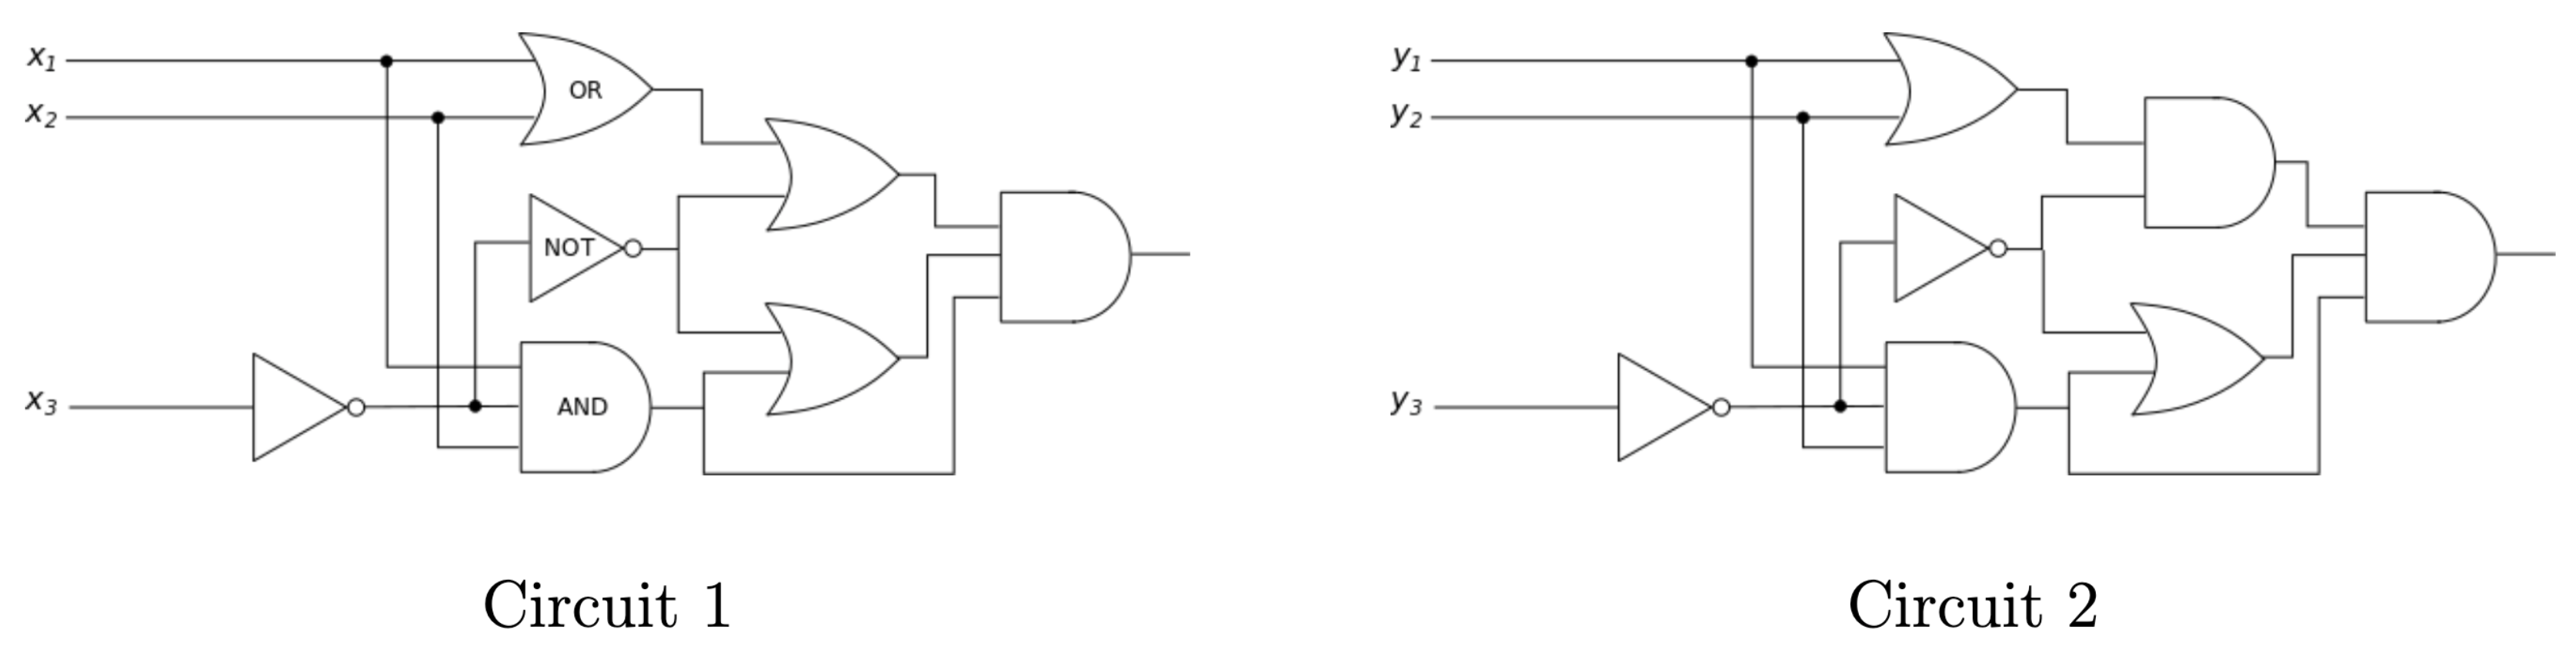 x₁
OR
x₂
NOT
AND
x₃
y₁
y₂
y₃
Circuit 1
Circuit 2